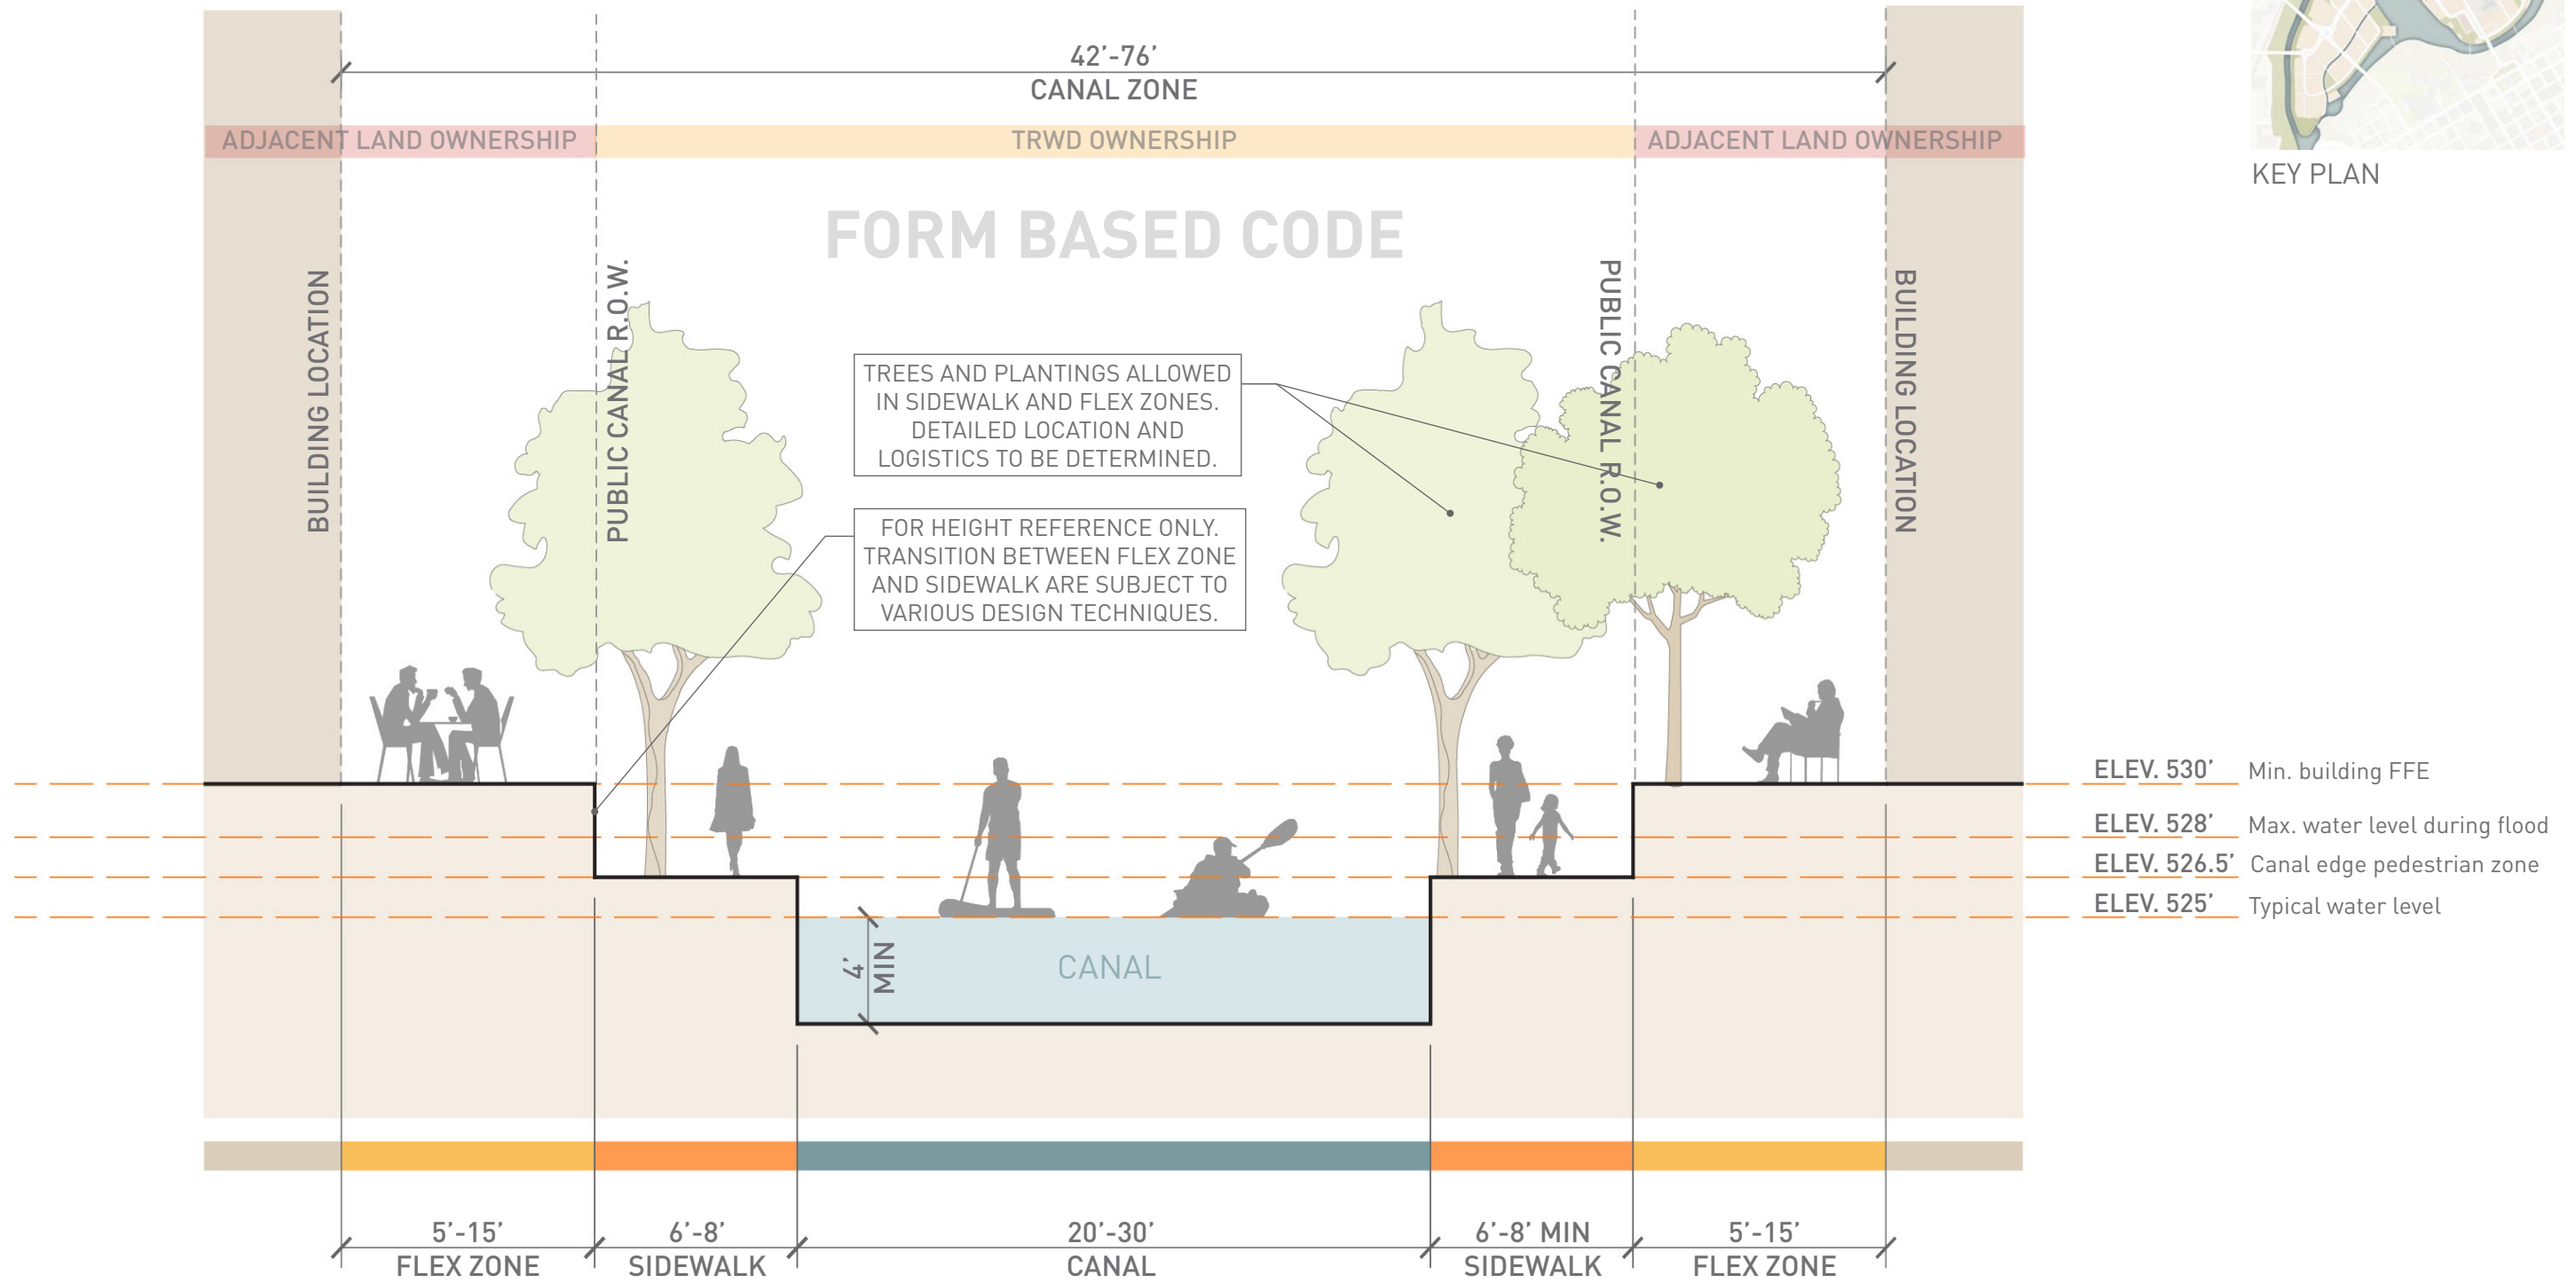 42’-76’
CANAL ZONE
ADJACENT LAND OWNERSHIP
TRWD OWNERSHIP
ADJACENT LAND OWNERSHIP
KEY PLAN
FORM BASED CODE
BUILDING LOCATION
PUBLIC CANAL R.O.W.
PUBLIC CANAL R.O.W.
BUILDING LOCATION
TREES AND PLANTINGS ALLOWED
IN SIDEWALK AND FLEX ZONES.
DETAILED LOCATION AND
LOGISTICS TO BE DETERMINED.
FOR HEIGHT REFERENCE ONLY.
TRANSITION BETWEEN FLEX ZONE
AND SIDEWALK ARE SUBJECT TO
VARIOUS DESIGN TECHNIQUES.
ELEV. 530’ Min. building FFE
ELEV. 528’ Max. water level during flood
ELEV. 526.5’ Canal edge pedestrian zone
ELEV. 525’ Typical water level
4’
MIN
CANAL
5’-15’
FLEX ZONE
6’-8’
SIDEWALK
20’-30’
CANAL
6’-8’ MIN
SIDEWALK
5’-15’
FLEX ZONE